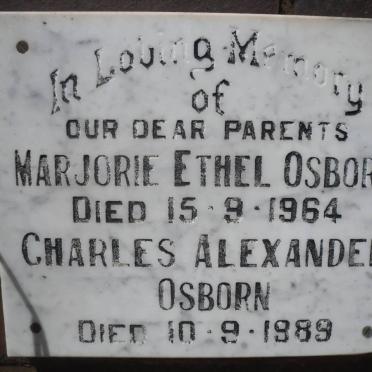 In Loving Memory
of
OUR DEAR PARENTS
MARJORIE ETHEL OSBOR
DIED 15·9·1964
CHARLES ALEXANDER
OSBORN
DIED 10·9·1989